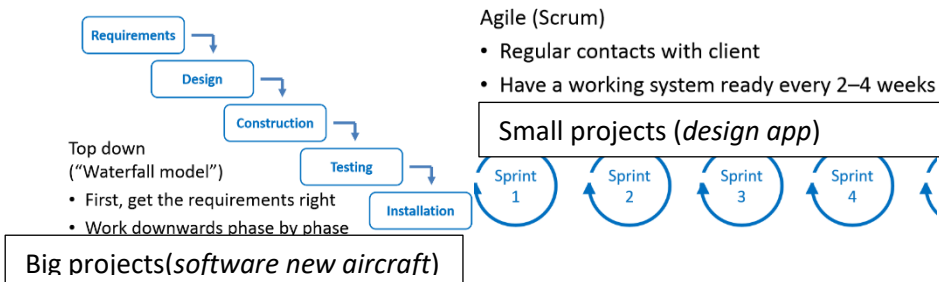 Requirements
Design
Construction
Testing
Installation
Top down
(“Waterfall model”)
• First, get the requirements right
• Work downwards phase by phase
Big projects(software new aircraft)
Agile (Scrum)
• Regular contacts with client
• Have a working system ready every 2–4 weeks
Small projects (design app)
Sprint
1
Sprint
2
Sprint
3
Sprint
4